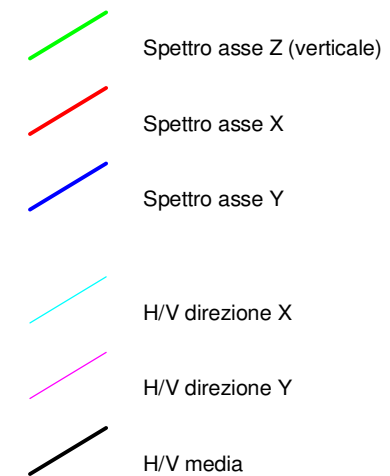 Spettro asse Z (verticale)
Spettro asse X
Spettro asse Y
H/V direzione X
H/V direzione Y
H/V media